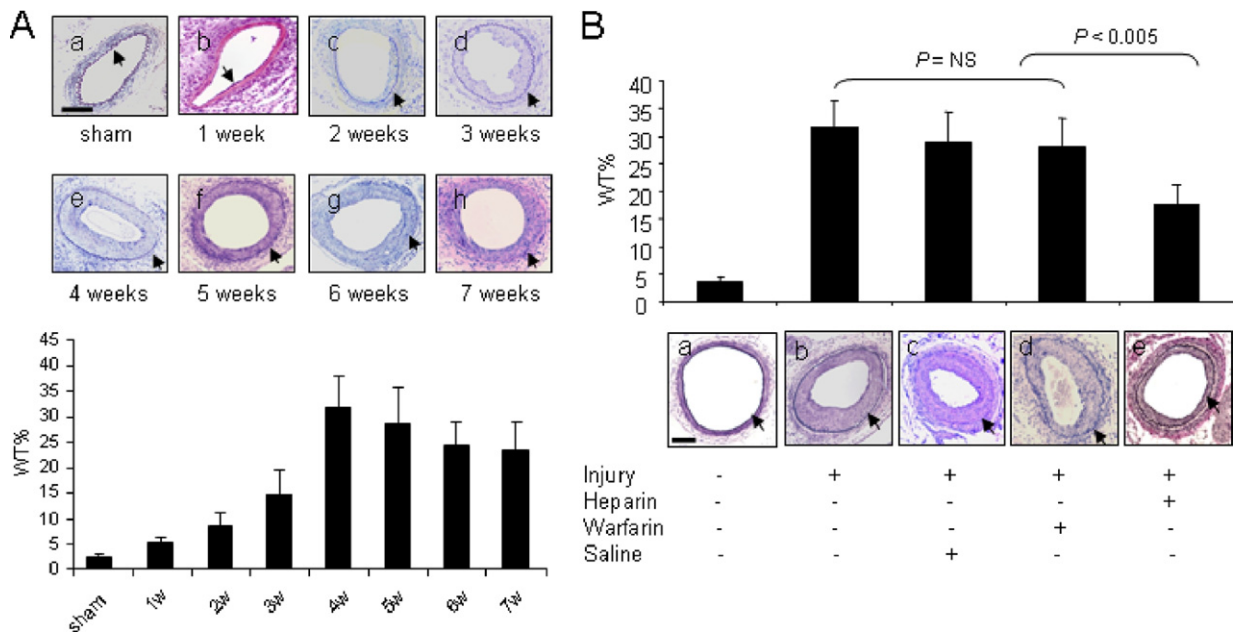 A
a b c d
sham 1 week 2 weeks 3 weeks
e f g h
4 weeks 5 weeks 6 weeks 7 weeks
45
40
35
30
25
20
15
10
5
0
WT%
sham 1w 2w 3w 4w 5w 6w 7w
B
P < 0.005
P = NS
40
35
30
25
20
15
10
5
0
WT%
a b c d e
Injury - + + + +
Heparin - - - - +
Warfarin - - - + -
Saline - - + - -